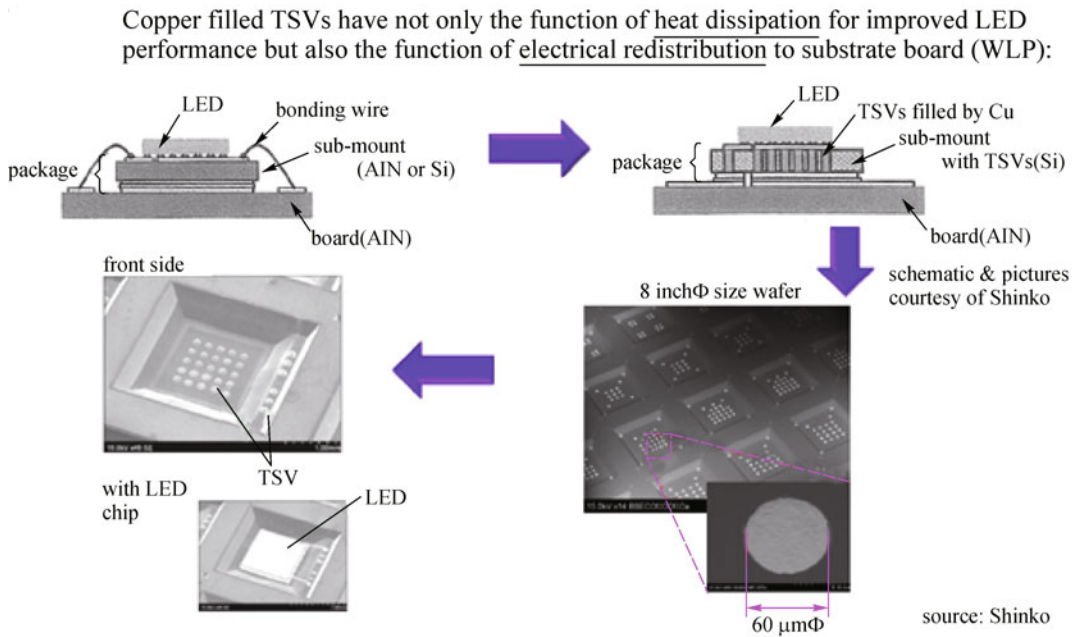 Copper filled TSVs have not only the function of heat dissipation for improved LED
performance but also the function of electrical redistribution to substrate board (WLP):
LED
bonding wire
sub-mount
(AlN or Si)
package
board(AlN)
LED
TSVs filled by Cu
sub-mount
with TSVs(Si)
package
board(AlN)
schematic & pictures
courtesy of Shinko
8 inchΦ size wafer
front side
TSV
with LED
chip
LED
60 μmΦ
source: Shinko